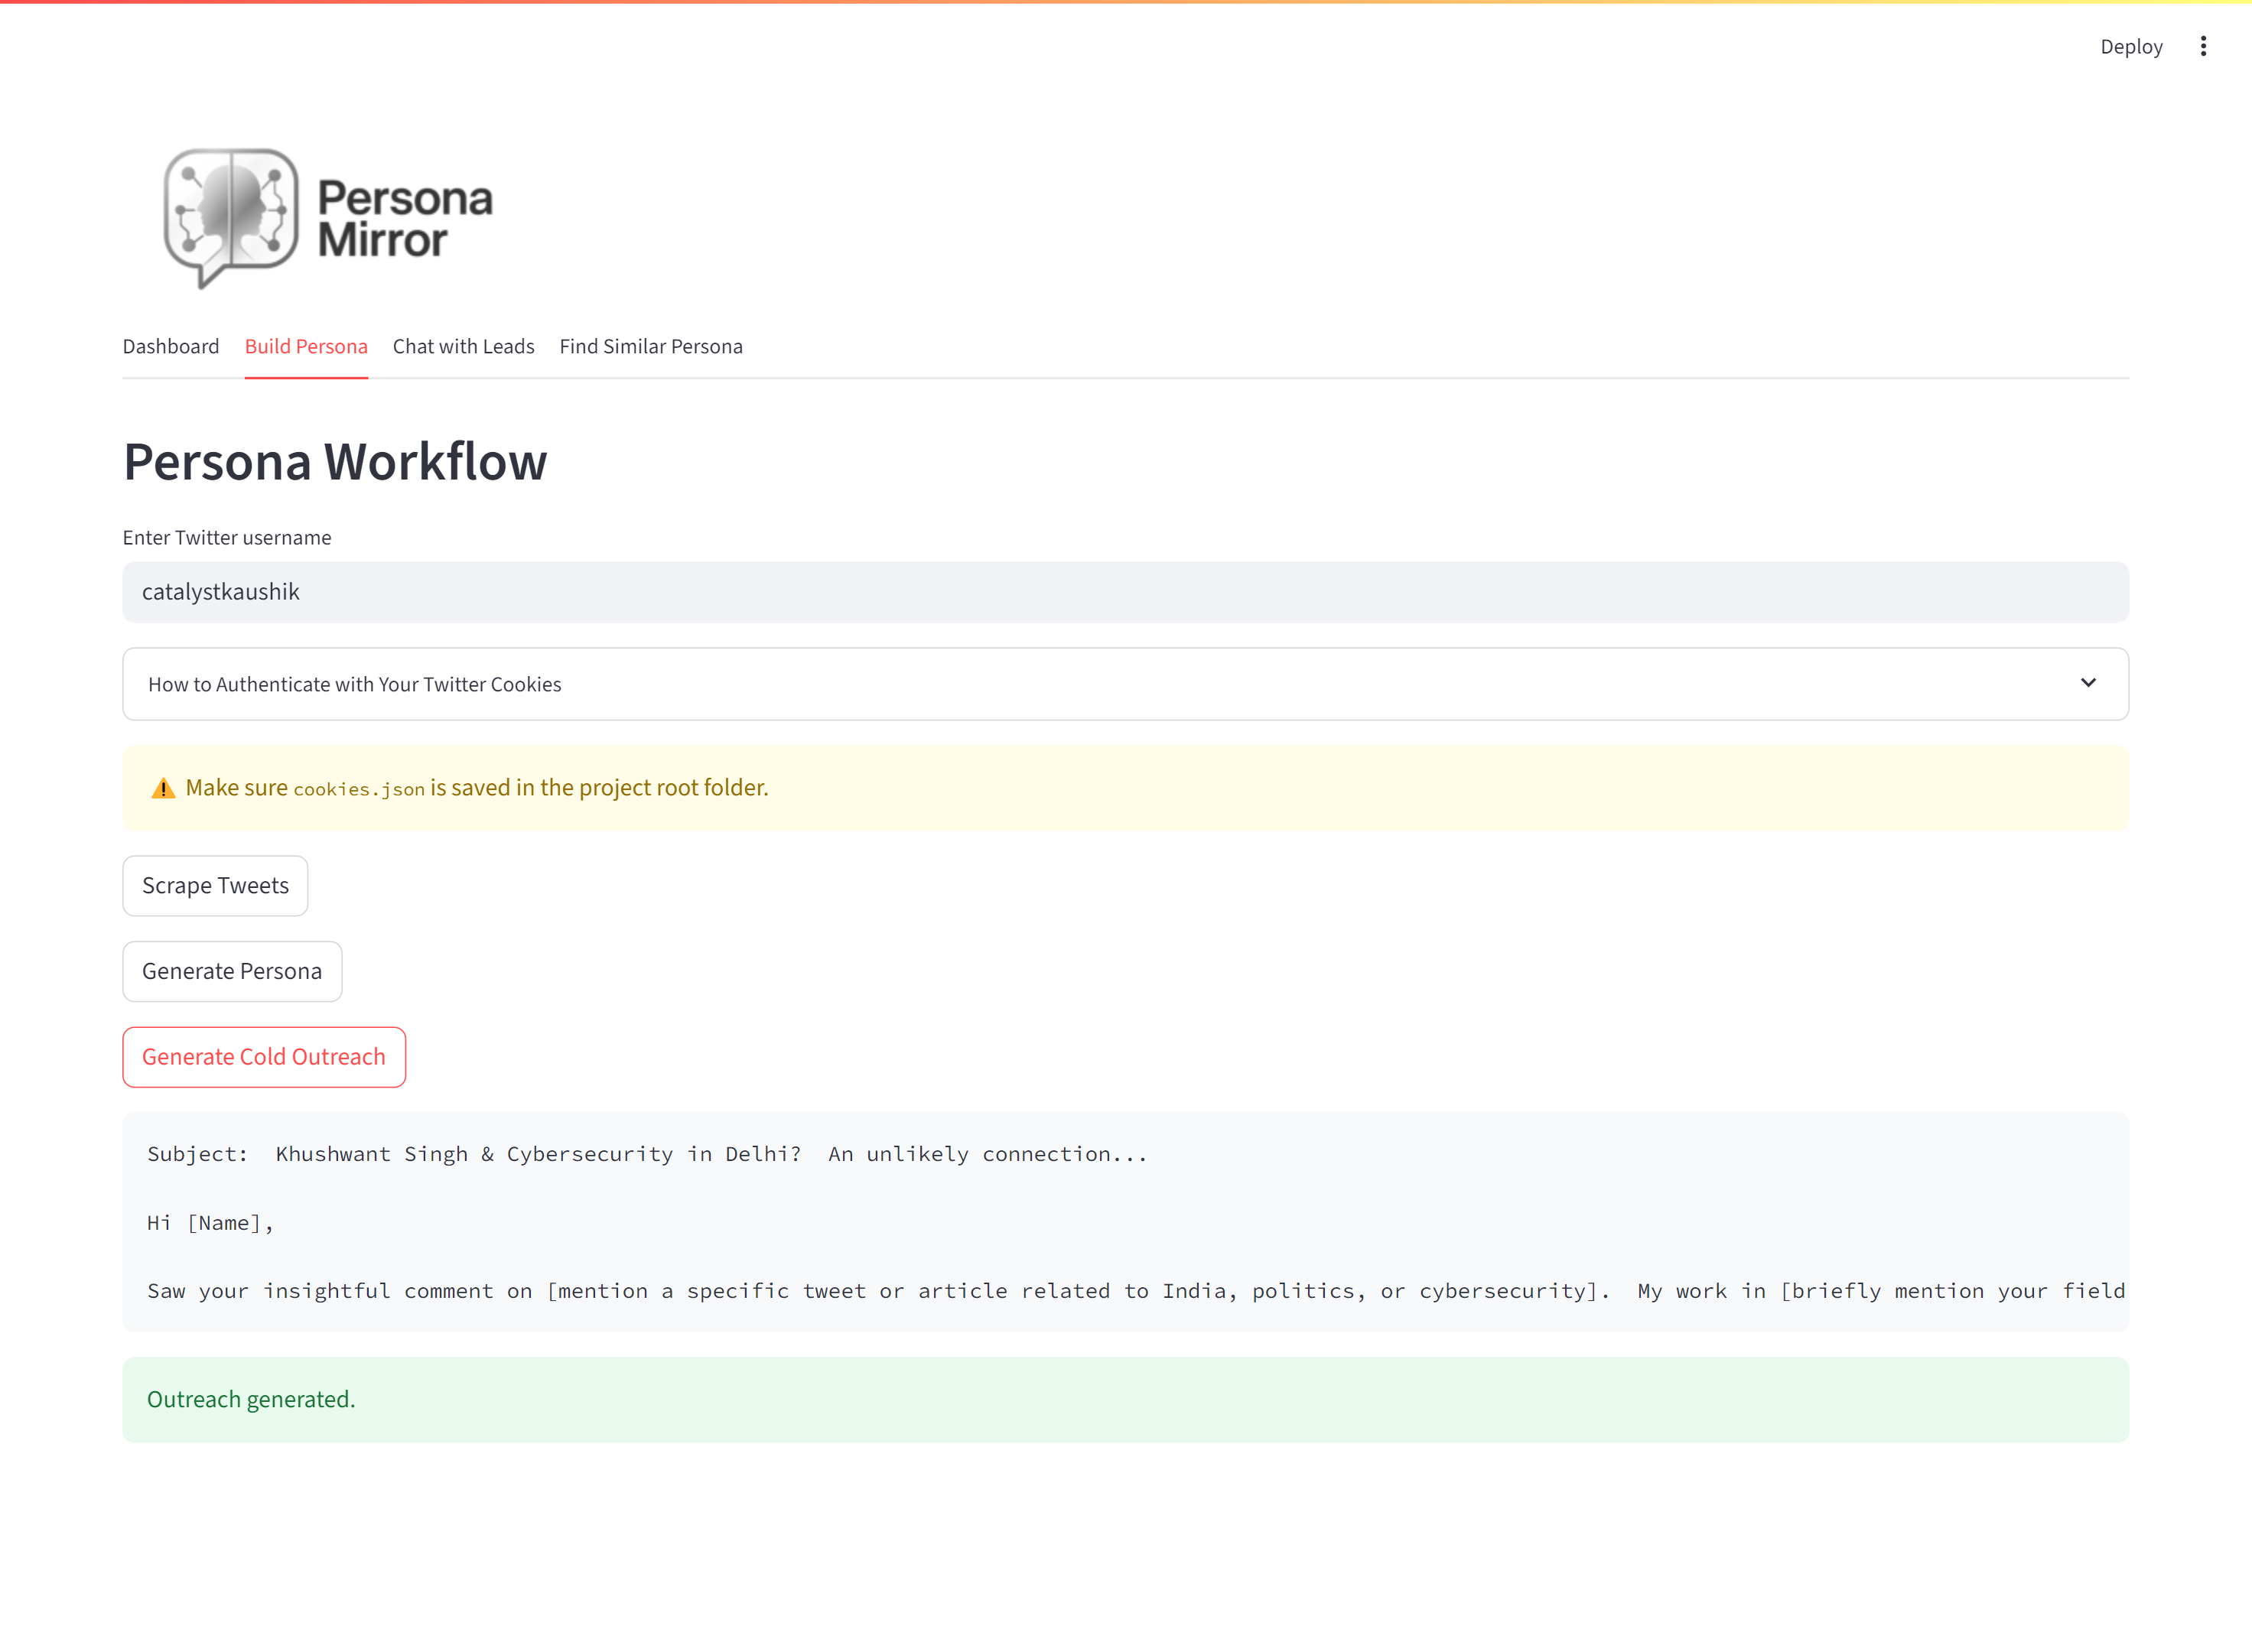 Deploy
Persona
Mirror
Dashboard Build Persona Chat with Leads Find Similar Persona
Persona Workflow
Enter Twitter username
catalystkaushik
How to Authenticate with Your Twitter Cookies
Make sure cookies.json is saved in the project root folder.
Scrape Tweets
Generate Persona
Generate Cold Outreach
Subject:  Khushwant Singh & Cybersecurity in Delhi?  An unlikely connection...
Hi [Name],
Saw your insightful comment on [mention a specific tweet or article related to India, politics, or cybersecurity].  My work in [briefly mention your field
Outreach generated.